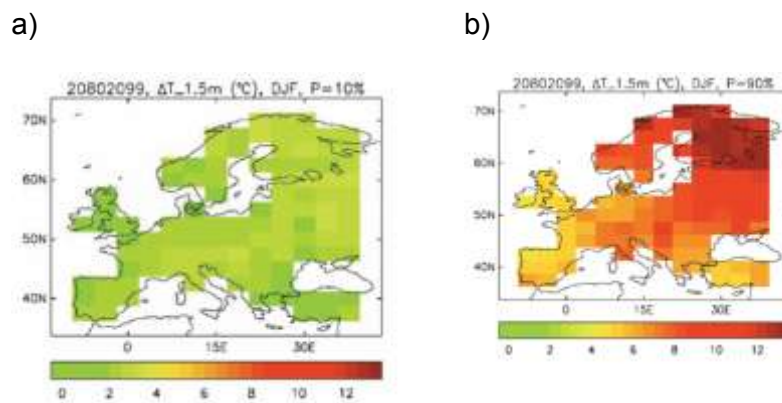 a)
20802099, ΔT_1.5m (°C), DJF, P=10%
70N
60N
50N
40N
0 15E 30E
0 2 4 6 8 10 12
b)
20802099, ΔT_1.5m (°C), DJF, P=90%
70N
60N
50N
40N
0 15E 30E
0 2 4 6 8 10 12